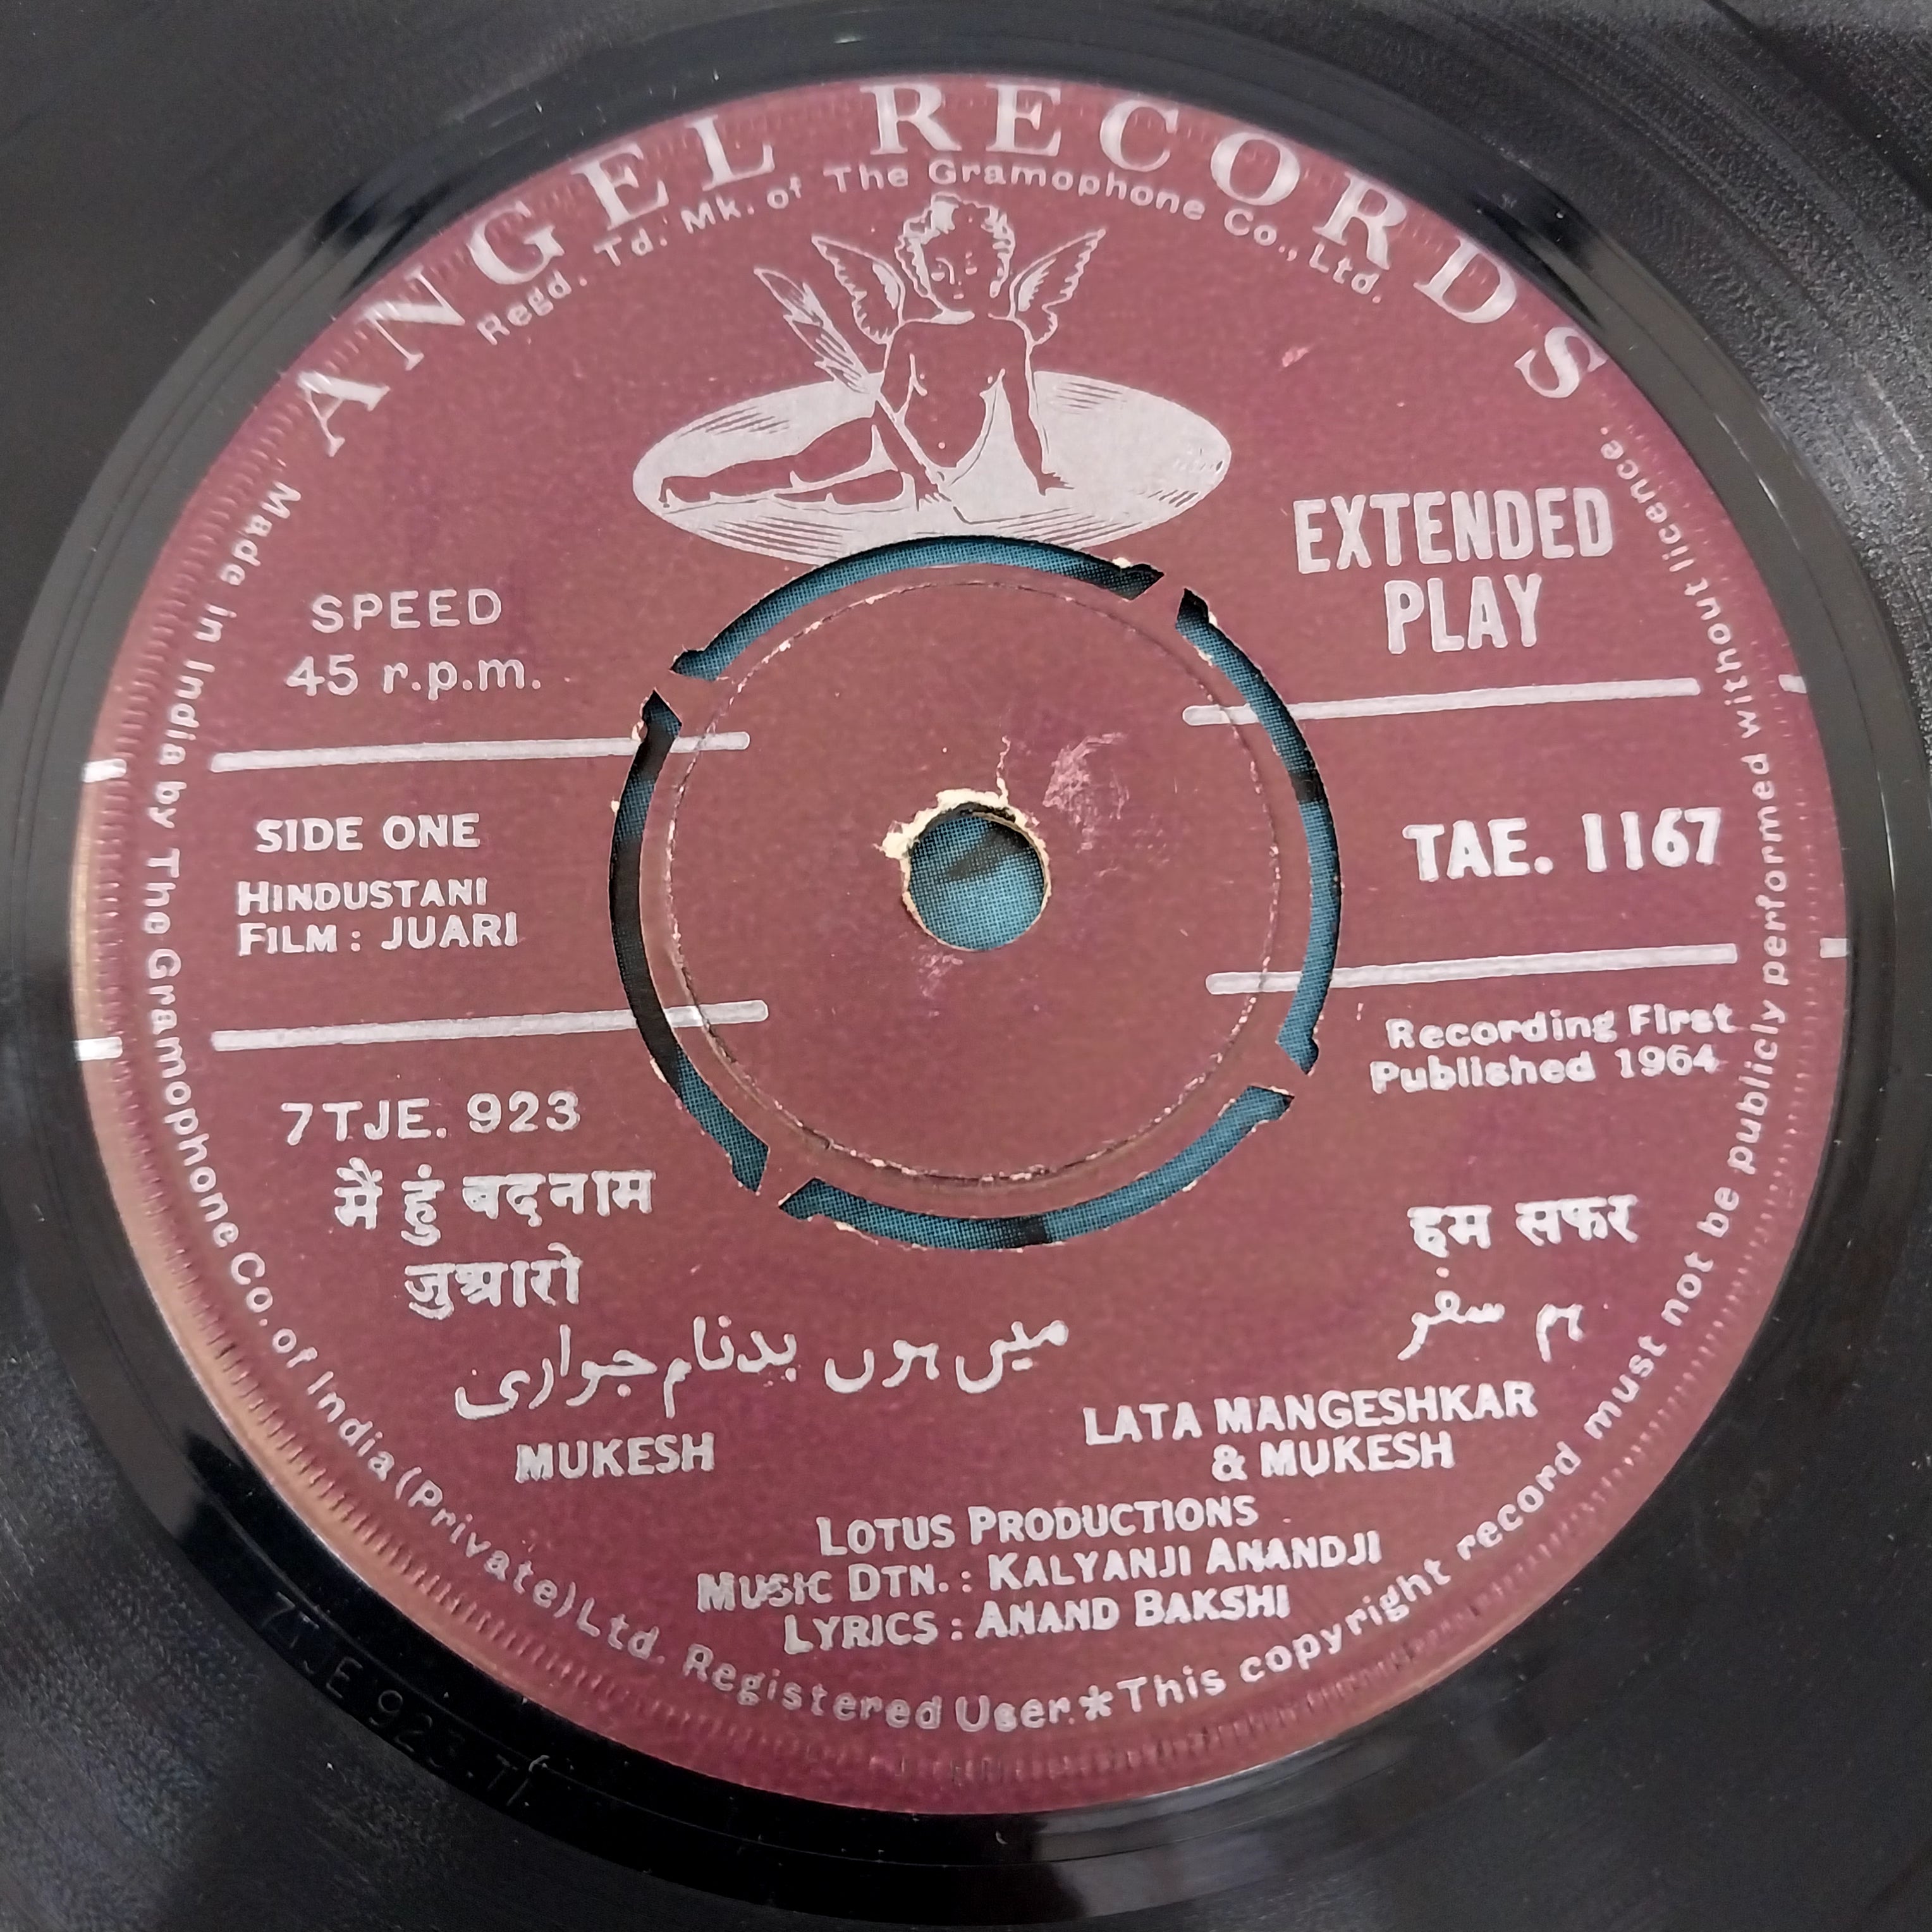 ANGEL RECORDS
Regd. Td. Mk. of The Gramophone Co., Ltd.
SPEED
45 r.p.m.
EXTENDED
PLAY
SIDE ONE
HINDUSTANI
FILM : JUARI
TAE. 1167
Recording First
Published 1964
7TJE. 923
मैं हुं बदनाम
जुआरी
میں ہوں بدنام جواری
MUKESH
हम सफर
ہم سفر
LATA MANGESHKAR
& MUKESH
LOTUS PRODUCTIONS
MUSIC DTN. : KALYANJI ANANDJI
LYRICS : ANAND BAKSHI
Made in India by The Gramophone Co. of India (Private) Ltd. Registered User.* This copyright record must not be publicly performed without licence.
7TJE 923